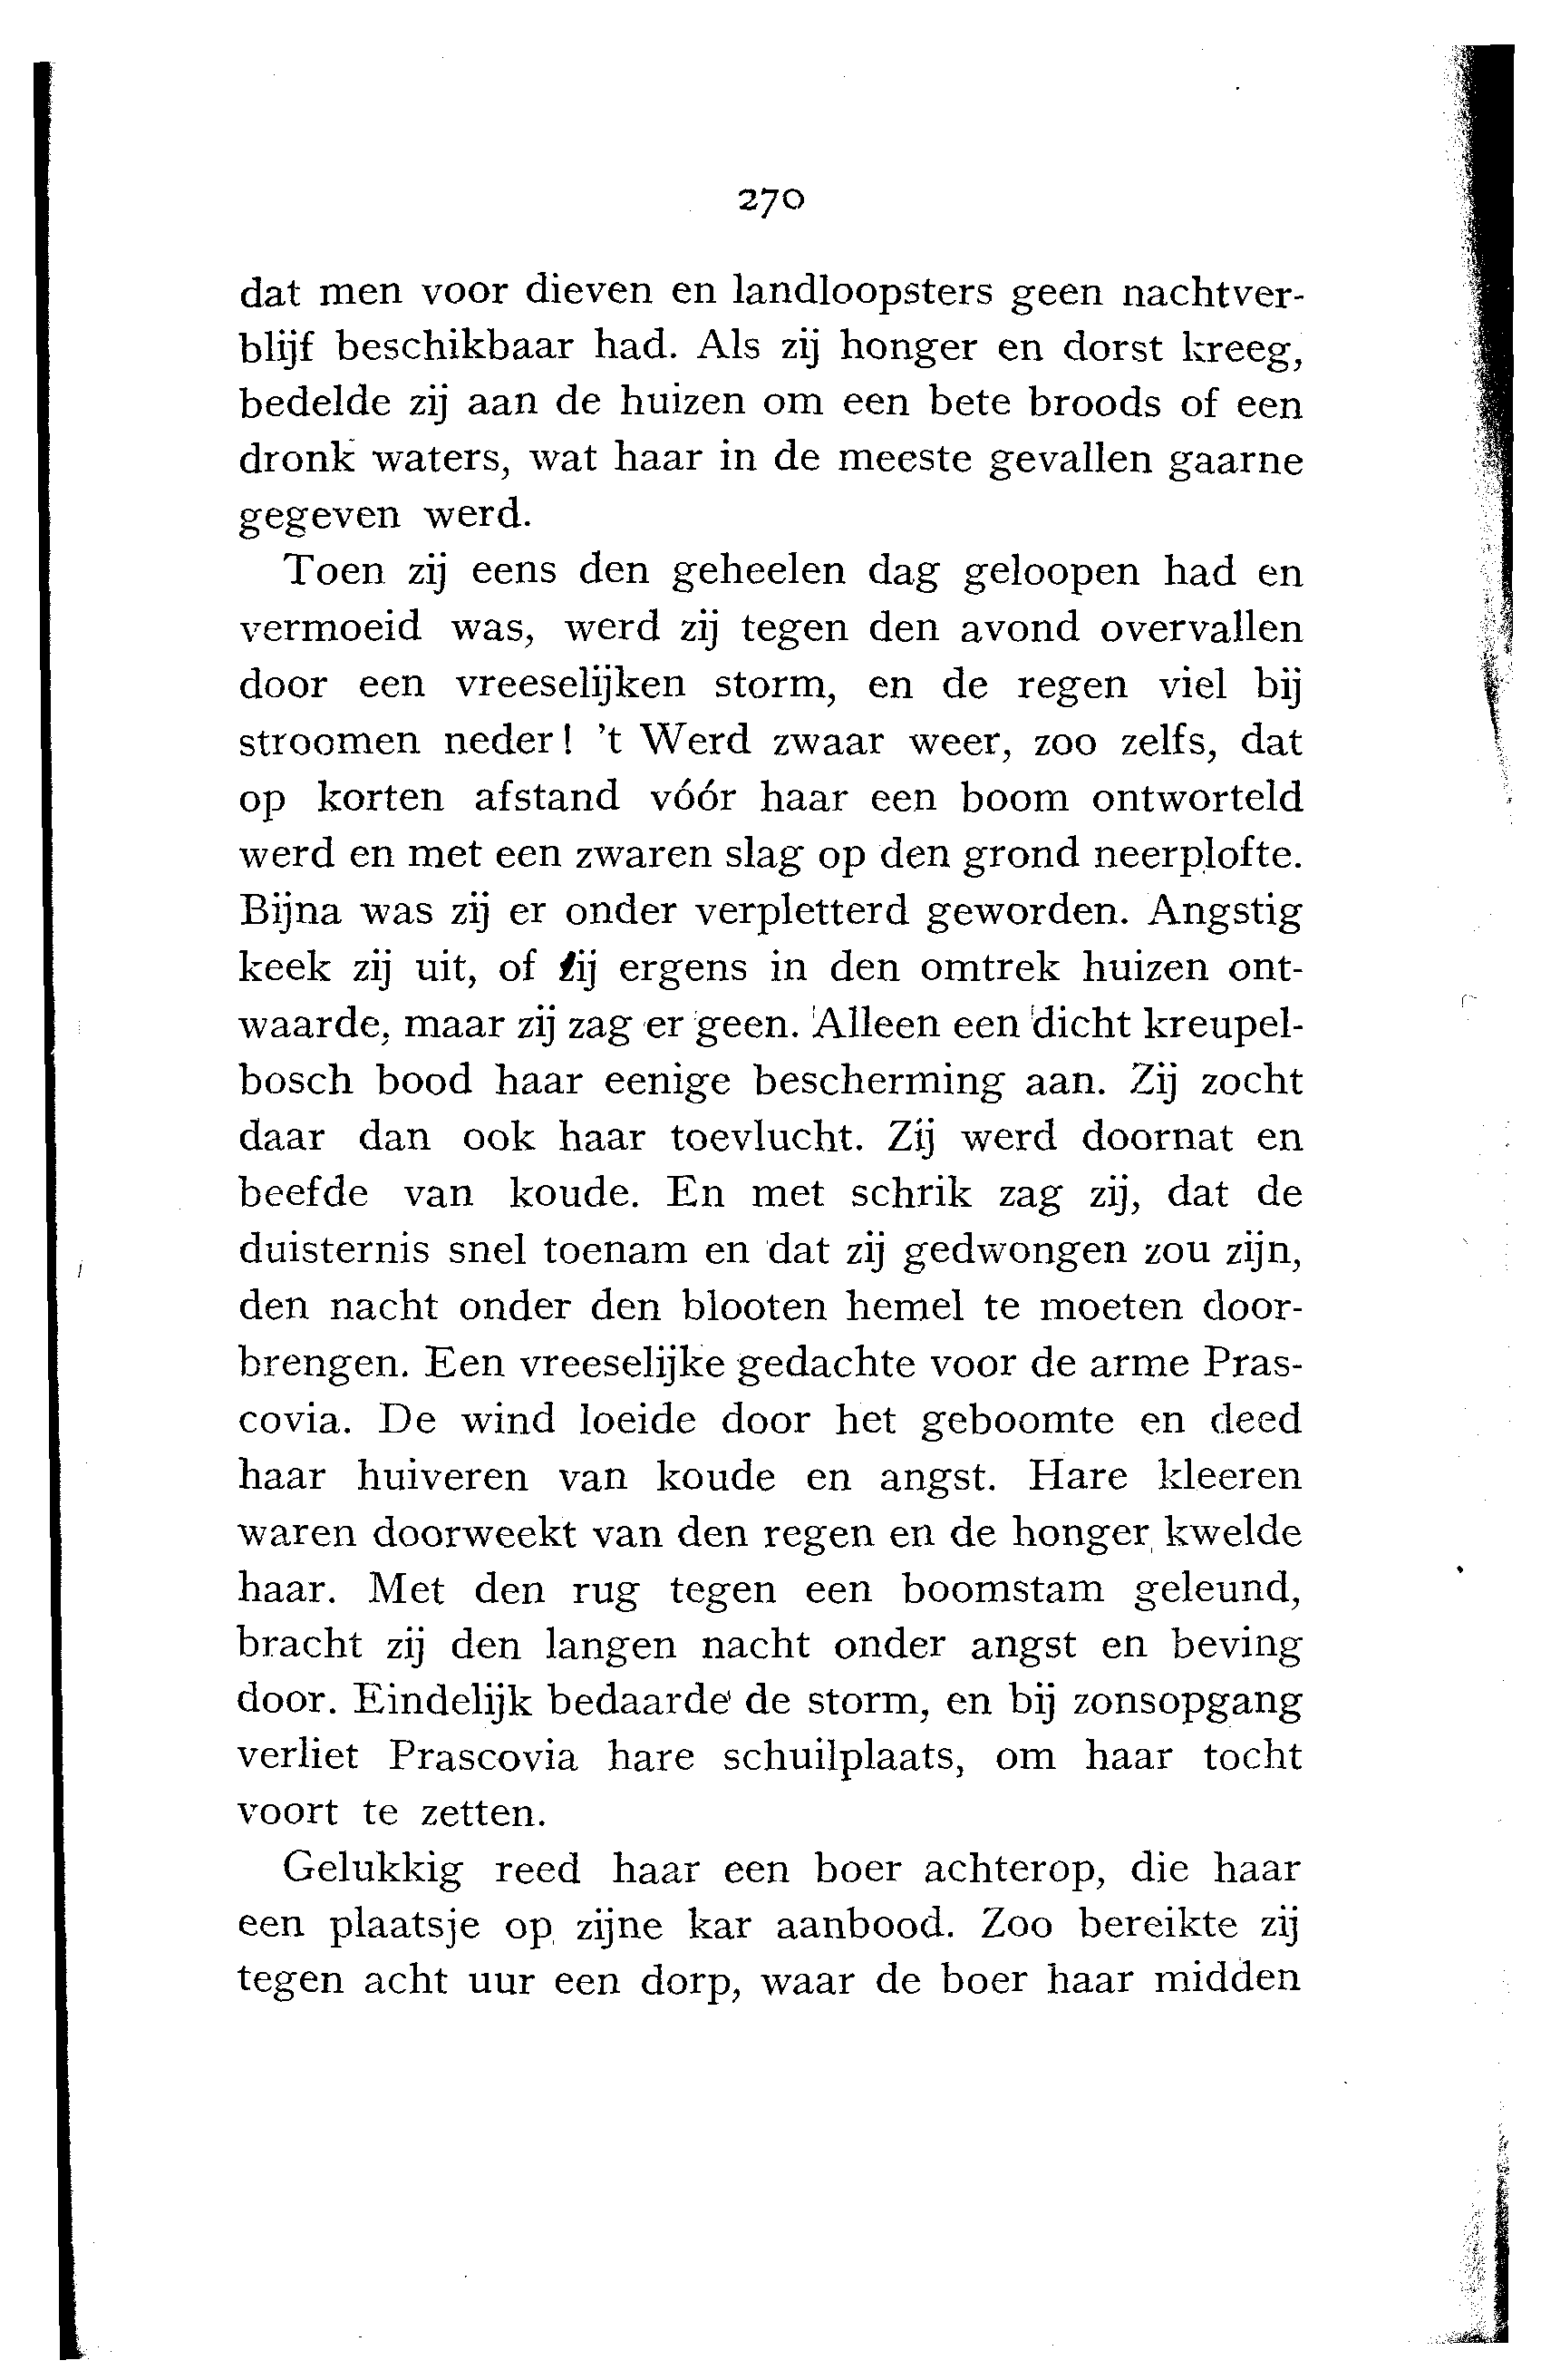 270
dat men voor dieven en landloopsters geen nachtver-
blijf beschikbaar had. Als zij honger en dorst kreeg,
bedelde zij aan de huizen om een bete broods of een
dronk waters, wat haar in de meeste gevallen gaarne
gegeven werd.
Toen zij eens den geheelen dag geloopen had en
vermoeid was, werd zij tegen den avond overvallen
door een vreeselijken storm, en de regen viel bij
stroomen neder! 't Werd zwaar weer, zoo zelfs, dat
op korten afstand vóór haar een boom ontworteld
werd en met een zwaren slag op den grond neerplofte.
Bijna was zij er onder verpletterd geworden. Angstig
keek zij uit, of zij ergens in den omtrek huizen ont-
waarde, maar zij zag er geen. Alleen een dicht kreupel-
bosch bood haar eenige bescherming aan. Zij zocht
daar dan ook haar toevlucht. Zij werd doornat en
beefde van koude. En met schrik zag zij, dat de
duisternis snel toenam en dat zij gedwongen zou zijn,
den nacht onder den blooten hemel te moeten door-
brengen. Een vreeselijke gedachte voor de arme Pras-
covia. De wind loeide door het geboomte en deed
haar huiveren van koude en angst. Hare kleeren
waren doorweekt van den regen en de honger kwelde
haar. Met den rug tegen een boomstam geleund,
bracht zij den langen nacht onder angst en beving
door. Eindelijk bedaarde de storm, en bij zonsopgang
verliet Prascovia hare schuilplaats, om haar tocht
voort te zetten.
Gelukkig reed haar een boer achterop, die haar
een plaatsje op zijne kar aanbood. Zoo bereikte zij
tegen acht uur een dorp, waar de boer haar midden